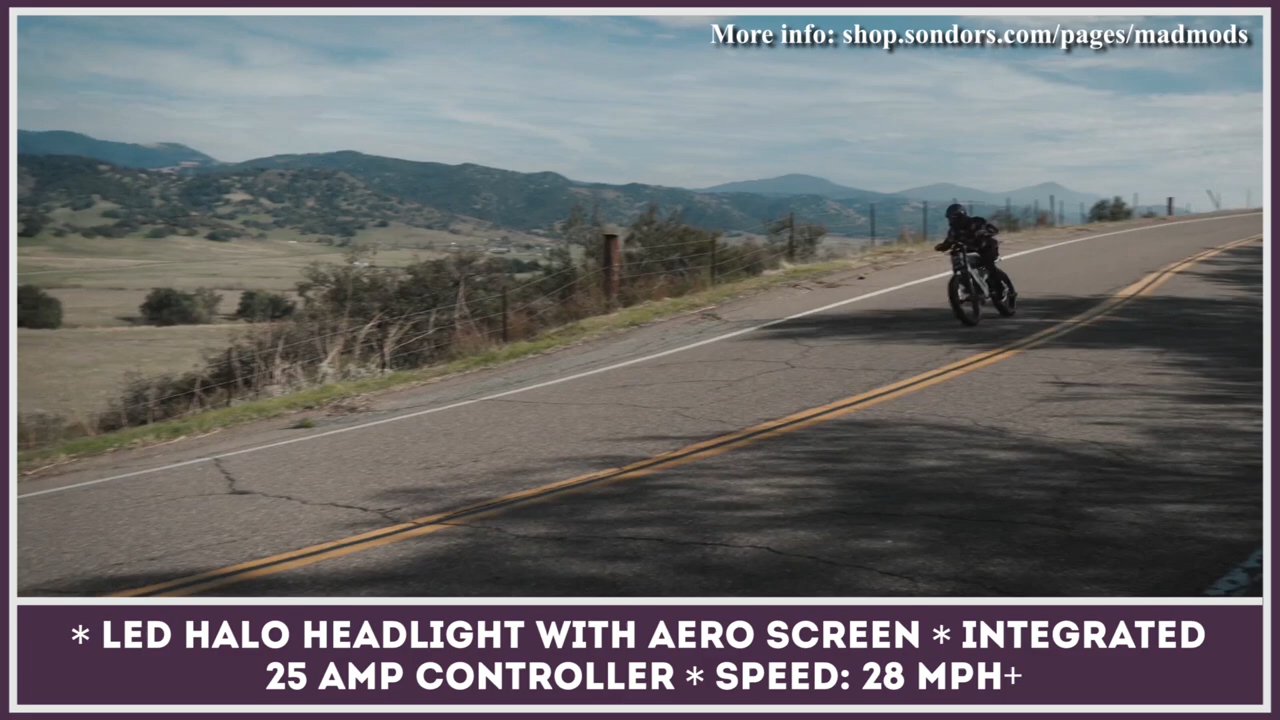 More info: shop.sondors.com/pages/madmods
* LED HALO HEADLIGHT WITH AERO SCREEN * INTEGRATED
25 AMP CONTROLLER * SPEED: 28 MPH+